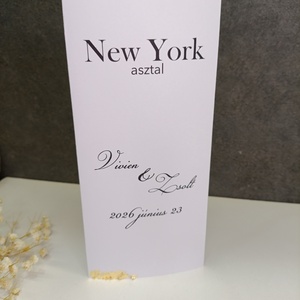 New York
asztal
Vivien
&
Zsolt
2026 június 23